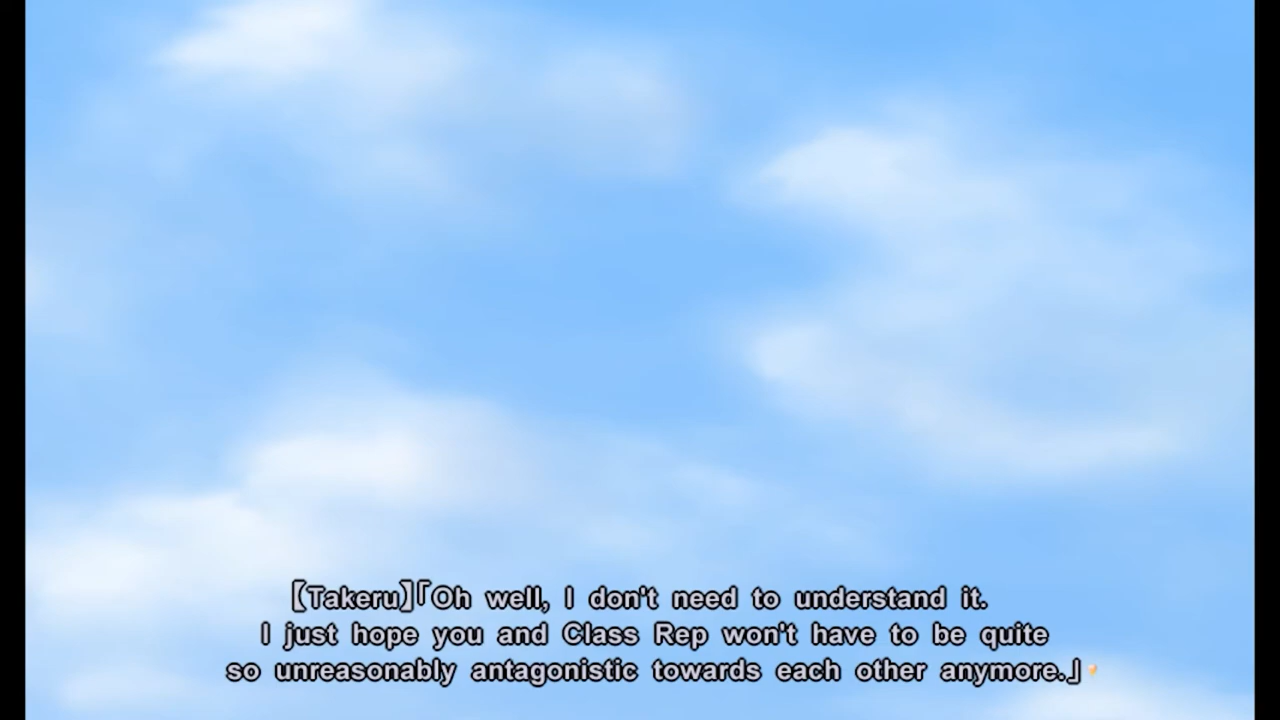 【Takeru】「Oh well, I don't need to understand it.
I just hope you and Class Rep won't have to be quite
so unreasonably antagonistic towards each other anymore.」